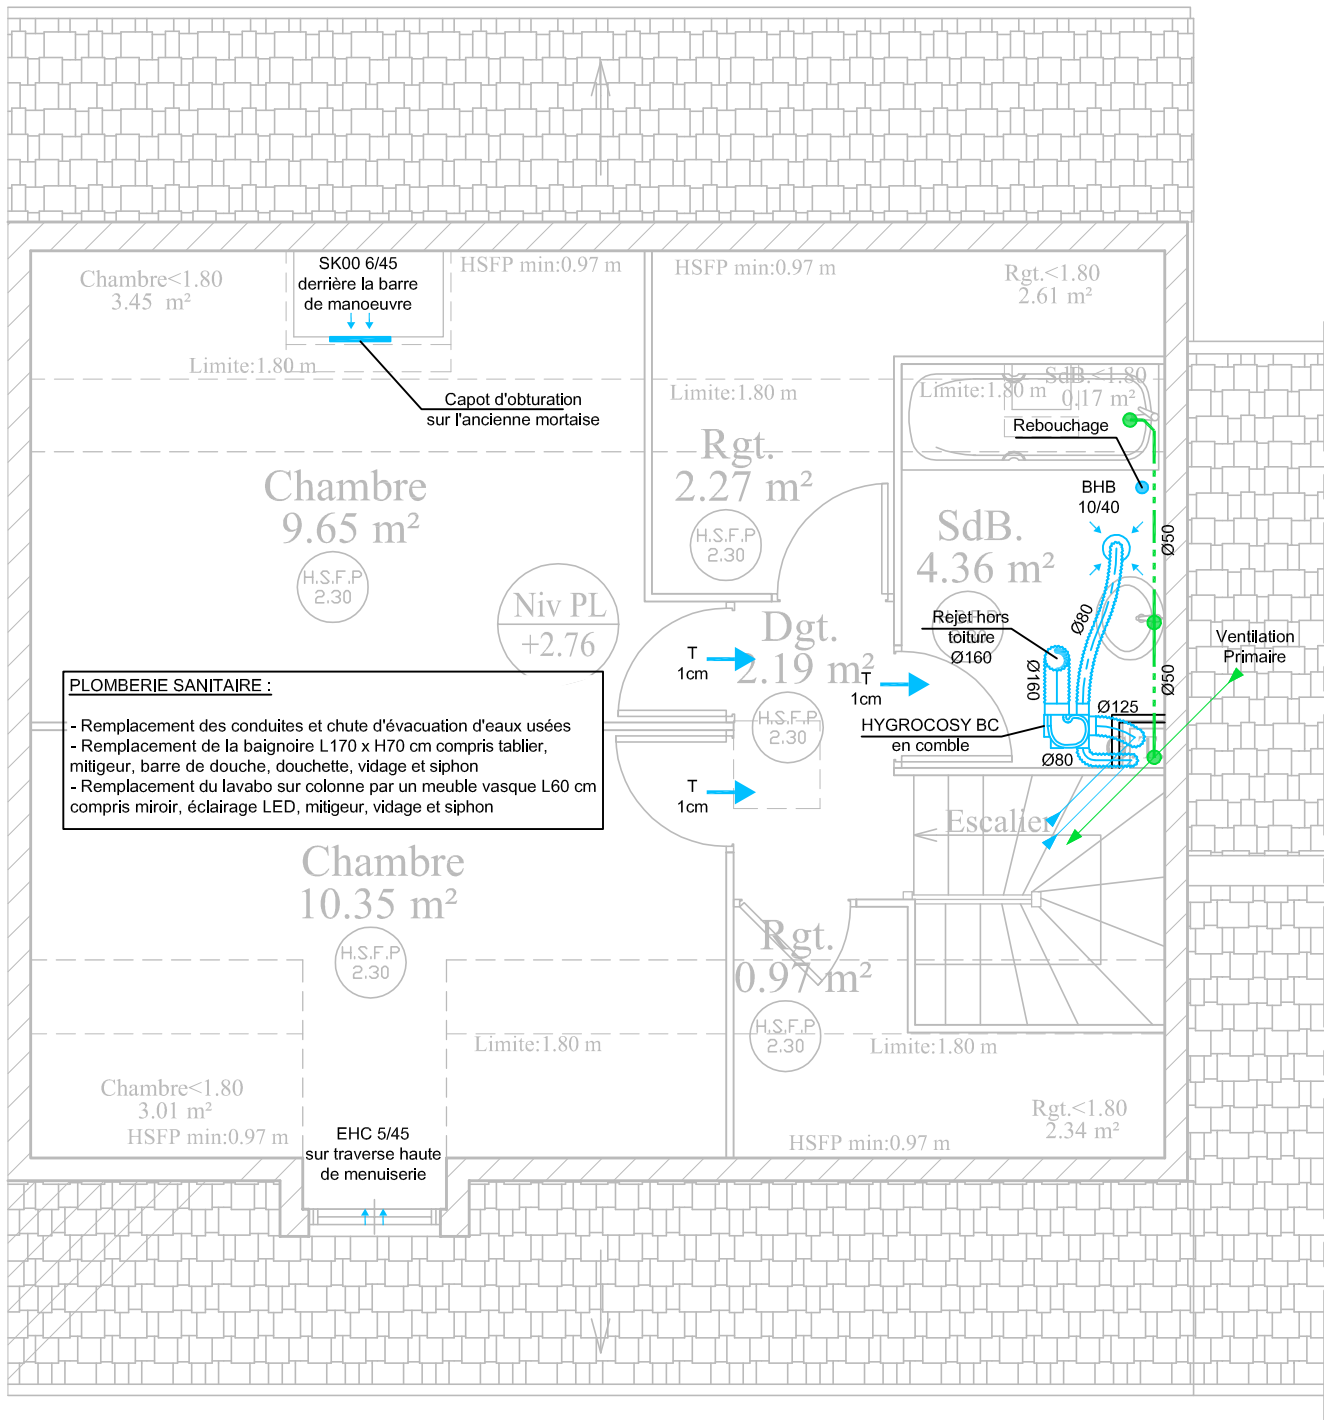 Chambre<1.80
3.45 m²
SK00 6/45
derrière la barre
de manoeuvre
HSFP min:0.97 m
HSFP min:0.97 m
Rgt.<1.80
2.61 m²
Limite:1.80 m
Capot d'obturation
sur l'ancienne mortaise
Limite:1.80 m
Limite:1.80 m
SdB.<1.80
0.17 m²
Rebouchage
Rgt.
2.27 m²
H.S.F.P
2.30
Chambre
9.65 m²
H.S.F.P
2.30
BHB
10/40
SdB.
4.36 m²
Ø50
Niv PL
+2.76
Dgt.
2.19 m²
H.S.F.P
2.30
T
1cm
T
1cm
T
1cm
Rejet hors
toiture
Ø160
Ø160
Ø80
Ø50
Ventilation
Primaire
Ø125
HYGROCOSY BC
en comble
Ø80
PLOMBERIE SANITAIRE :
- Remplacement des conduites et chute d'évacuation d'eaux usées
- Remplacement de la baignoire L170 x H70 cm compris tablier,
mitigeur, barre de douche, douchette, vidage et siphon
- Remplacement du lavabo sur colonne par un meuble vasque L60 cm
compris miroir, éclairage LED, mitigeur, vidage et siphon
Escalier
Chambre
10.35 m²
H.S.F.P
2.30
Rgt.
0.97 m²
H.S.F.P
2.30
Limite:1.80 m
Limite:1.80 m
Chambre<1.80
3.01 m²
HSFP min:0.97 m
EHC 5/45
sur traverse haute
de menuiserie
Rgt.<1.80
2.34 m²
HSFP min:0.97 m